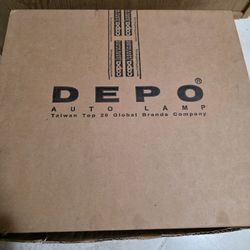 DEPO®
AUTO LAMP
Taiwan Top 20 Global Brands Company